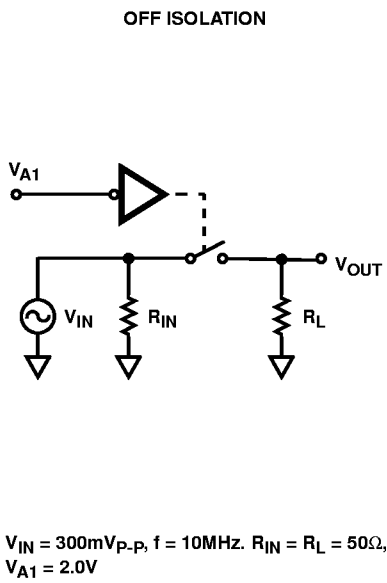 OFF ISOLATION
VA1
VOUT
VIN
RIN
RL
VIN = 300mVP-P, f = 10MHz. RIN = RL = 50Ω,
VA1 = 2.0V